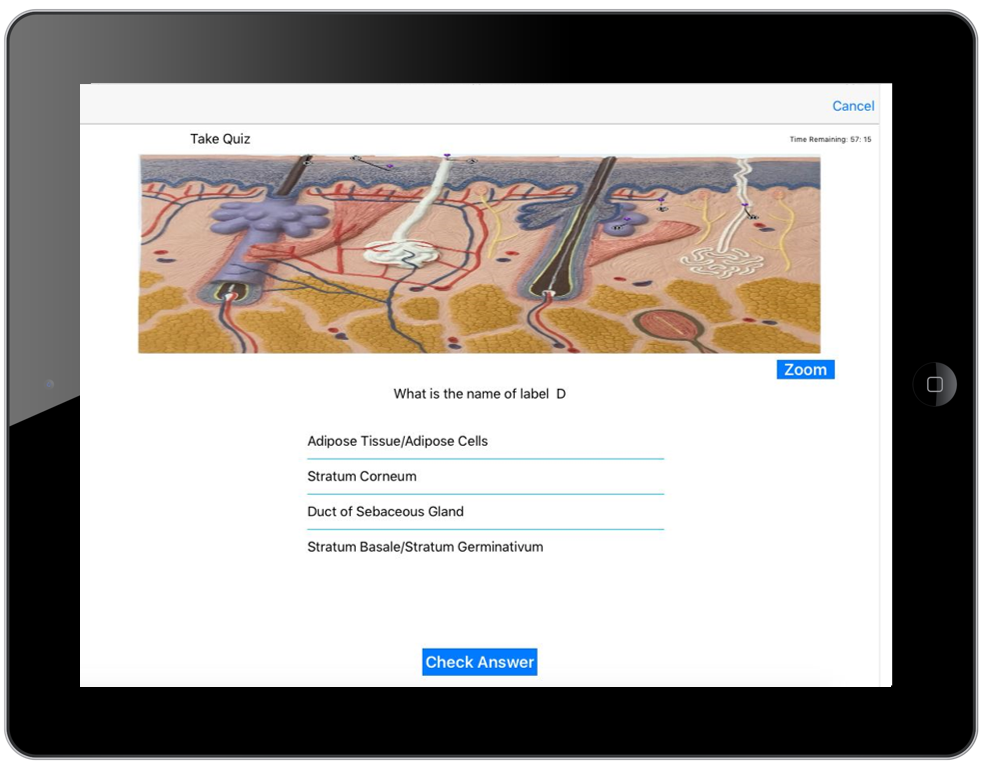 Cancel
Take Quiz
Time Remaining: 57: 15
Zoom
What is the name of label  D
Adipose Tissue/Adipose Cells
Stratum Corneum
Duct of Sebaceous Gland
Stratum Basale/Stratum Germinativum
Check Answer